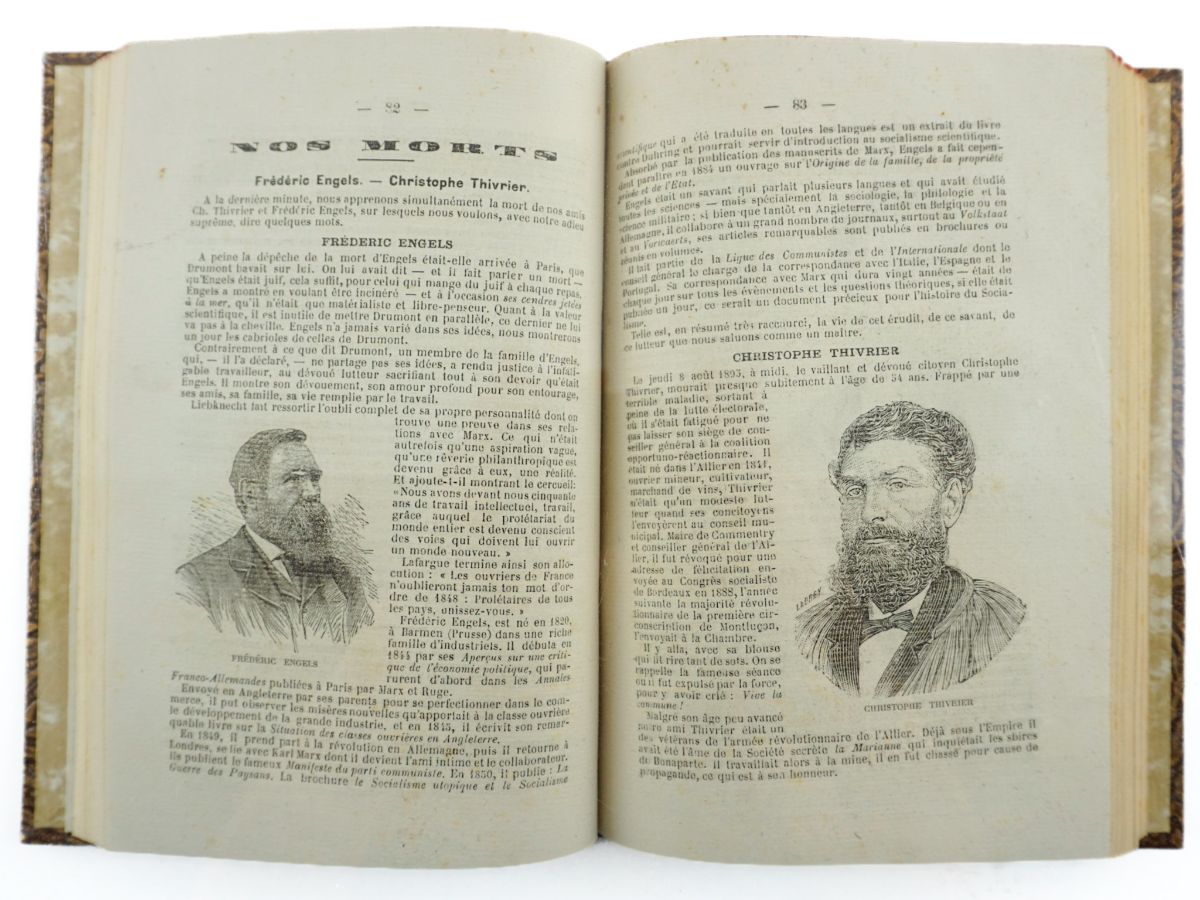 — 82 —
NOS MORTS
Frédéric Engels. — Christophe Thivrier.
A la dernière minute, nous apprenons simultanément la mort de nos amis
Ch. Thivrier et Frédéric Engels, sur lesquels nous voulons, avec notre adieu
suprême, dire quelques mots.
FRÉDERIC ENGELS
A peine la dépêche de la mort d'Engels était-elle arrivée à Paris, que
Drumont bavait sur lui. On lui avait dit — et il fait parler un mort —
qu'Engels était juif, cela suffit, pour celui qui mange du juif à chaque repas.
Engels a montré en voulant être incinéré — et à l'occasion ses cendres jetées
à la mer, qu'il n'était que matérialiste et libre-penseur. Quant à la valeur
scientifique, il est inutile de mettre Drumont en parallèle, ce dernier ne lui
va pas à la cheville. Engels n'a jamais varié dans ses idées, nous montrerons
un jour les cabrioles de celles de Drumont.
Contrairement à ce que dit Drumont, un membre de la famille d'Engels,
qui, — il l'a déclaré, — ne partage pas ses idées, a rendu justice à l'infati-
gable travailleur, au dévoué lutteur sacrifiant tout à son devoir qu'était
Engels. Il montre son dévouement, son amour profond pour son entourage,
ses amis, sa famille, sa vie remplie par le travail.
Liebknecht fait ressortir l'oubli complet de sa propre personnalité dont on
trouve une preuve dans ses rela-
tions avec Marx. Ce qui n'était
autrefois qu'une aspiration vague,
qu'une rêverie philanthropique est
devenu grâce à eux, une réalité.
Et ajoute-t-il montrant le cercueil:
«Nous avons devant nous cinquante
ans de travail intellectuel, travail,
grâce auquel le prolétariat du
monde entier est devenu conscient
des voies qui doivent lui ouvrir
un monde nouveau. »
Lafargue termine ainsi son allo-
cution : « Les ouvriers de France
n'oublieront jamais ton mot d'or-
dre de 1848 : Prolétaires de tous
les pays, unissez-vous. »
Frédéric Engels, est né en 1820,
à Barmen (Prusse) dans une riche
famille d'industriels. Il débuta en
1844 par ses Aperçus sur une criti-
que de l'économie politique, qui pa-
rurent d'abord dans les Annales
FRÉDÉRIC ENGELS
Franco-Allemandes publiées à Paris par Marx et Ruge.
Envoyé en Angleterre par ses parents pour se perfectionner dans le com-
merce, il put observer les misères nouvelles qu'apportait à la classe ouvrière
le développement de la grande industrie, et en 1845, il écrivit son remar-
quable livre sur la Situation des classes ouvrières en Angleterre.
En 1849, il prend part à la révolution en Allemagne, puis il retourne à
Londres, se lie avec Karl Marx dont il devient l'ami intime et le collaborateur.
Ils publient le fameux Manifeste du parti communiste. En 1850, il publie : La
Guerre des Paysans. La brochure le Socialisme utopique et le Socialisme
— 83 —
scientifique qui a été traduite en toutes les langues est un extrait du livre
contre Duhring et pourrait servir d'introduction au socialisme scientifique.
Absorbé par la publication des manuscrits de Marx, Engels a fait cepen-
dant paraître en 1884 un ouvrage sur l'Origine de la famille, de la propriété
privée et de l'Etat.
Engels était un savant qui parlait plusieurs langues et qui avait étudié
toutes les sciences — mais spécialement la sociologie, la philologie et la
science militaire ; si bien que tantôt en Angleterre, tantôt en Belgique ou en
Allemagne, il collabore à un grand nombre de journaux, surtout au Volkstaat
et au Voricaerts, ses articles remarquables sont publiés en brochures ou
réunis en volumes.
Il fait partie de la Ligue des Communistes et de l'Internationale dont le
conseil général le charge de la correspondance avec l'Italie, l'Espagne et le
Portugal. Sa correspondance avec Marx qui dura vingt années — était de
chaque jour sur tous les événements et les questions théoriques, si elle était
publiée un jour, ce serait un document précieux pour l'histoire du Socia-
lisme.
Telle est, en résumé très raccourci, la vie de cet érudit, de ce savant, de
ce lutteur que nous saluons comme un maître.
CHRISTOPHE THIVRIER
Le jeudi 8 août 1895, à midi, le vaillant et dévoué citoyen Christophe
Thivrier, mourait presque subitement à l'âge de 54 ans. Frappé par une
terrible maladie, sortant à
peine de la lutte électorale,
où il s'était fatigué pour ne
pas laisser son siège de con-
seiller général à la coalition
opportuno-réactionnaire. Il
était né dans l'Allier en 1841,
ouvrier mineur, cultivateur,
marchand de vins, Thivrier
n'était qu'un modeste lut-
teur quand ses concitoyens
l'envoyèrent au conseil mu-
nicipal. Maire de Commentry
et conseiller général de l'Al-
lier, il fut révoqué pour une
adresse de félicitation en-
voyée au Congrès socialiste
de Bordeaux en 1888, l'année
suivante la majorité révolu-
tionnaire de la première cir-
conscription de Montluçon,
l'envoyait à la Chambre.
Il y alla, avec sa blouse
qui fit rire tant de sots. On se
rappelle la fameuse séance
où il fut expulsé par la force,
pour y avoir crié : Vive la
commune !
LABORY
CHRISTOPHE THIVRIER
Malgré son âge peu avancé
notre ami Thivrier était un
des vétérans de l'armée révolutionnaire de l'Allier. Déjà sous l'Empire il
avait été l'âme de la Société secrète la Marianne qui inquiétait les sbires
de Bonaparte. Il travaillait alors à la mine, il en fut chassé pour cause de
propagande, ce qui est à son honneur.